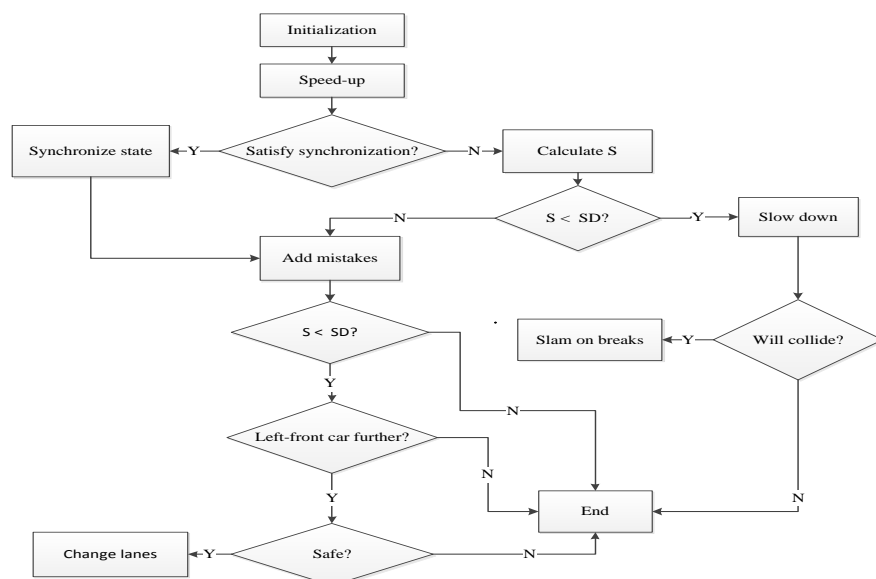 Initialization
Speed-up
Satisfy synchronization?
Y
Synchronize state
N
Calculate S
S < SD?
N
Y
Slow down
Add mistakes
S < SD?
Will collide?
Y
Slam on breaks
Y
N
Left-front car further?
N
Y
N
End
Safe?
Y
Change lanes
N